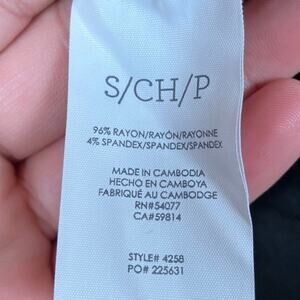 S/CH/P
96% RAYON/RAYÓN/RAYONNE
4% SPANDEX/SPANDEX/SPANDEX
MADE IN CAMBODIA
HECHO EN CAMBOYA
FABRIQUÉ AU CAMBODGE
RN#54077
CA#59814
STYLE# 4258
PO# 225631